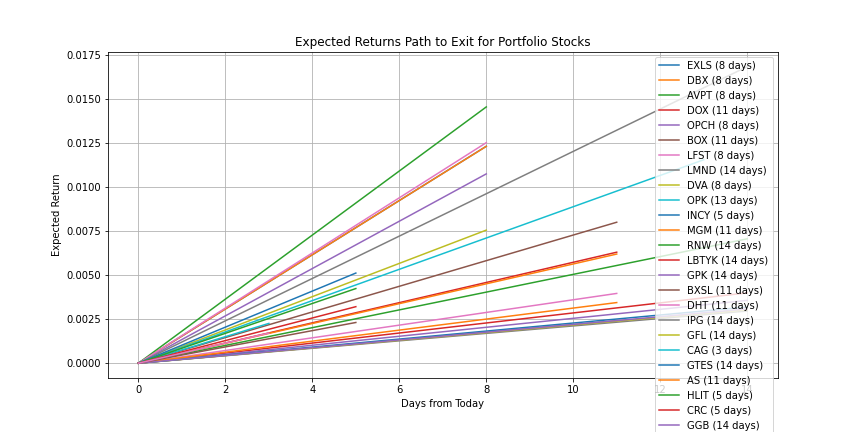 Expected Returns Path to Exit for Portfolio Stocks
0.0175
0.0150
0.0125
0.0100
0.0075
0.0050
0.0025
0.0000
Expected Return
0
2
4
6
8
10
12
14
Days from Today
EXLS (8 days)
DBX (8 days)
AVPT (8 days)
DOX (11 days)
OPCH (8 days)
BOX (11 days)
LFST (8 days)
LMND (14 days)
DVA (8 days)
OPK (13 days)
INCY (5 days)
MGM (11 days)
RNW (14 days)
LBTYK (14 days)
GPK (14 days)
BXSL (11 days)
DHT (11 days)
IPG (14 days)
GFL (14 days)
CAG (3 days)
GTES (14 days)
AS (11 days)
HLIT (5 days)
CRC (5 days)
GGB (14 days)